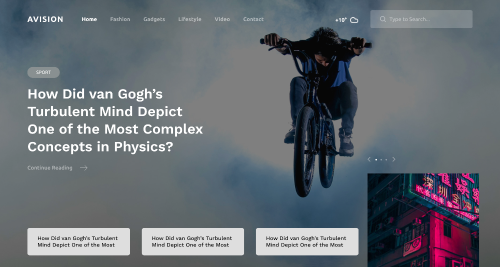 AVISION
Home
Fashion
Gadgets
Lifestyle
Video
Contact
+19°
Type to Search...
SPORT
How Did van Gogh's
Turbulent Mind Depict
One of the Most Complex
Concepts in Physics?
Continue Reading
How Did van Gogh's Turbulent
Mind Depict One of the Most
How Did van Gogh's Turbulent
Mind Depict One of the Most
How Did van Gogh's Turbulent
Mind Depict One of the Most